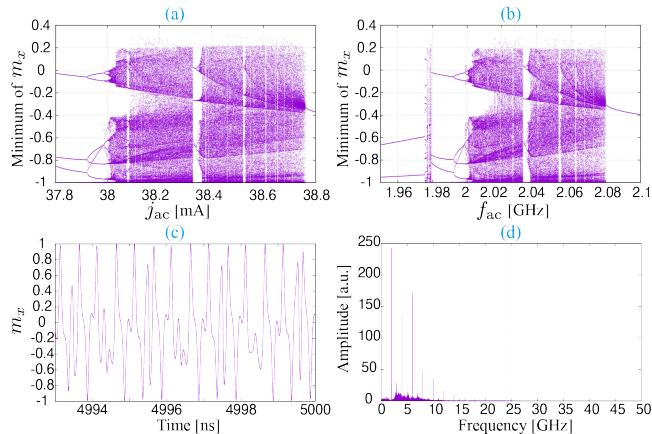 (a) (b)
0.4 0.4
0.2 0.2
0 0
-0.2 -0.2
-0.4 -0.4
-0.6 -0.6
-0.8 -0.8
-1 -1
Minimum of m_x Minimum of m_x
37.8 38 38.2 38.4 38.6 38.8 1.96 1.98 2 2.02 2.04 2.06 2.08 2.1
j_ac [mA] f_ac [GHz]
(c) (d)
1 250
0.8
0.6 200
0.4
0.2 150
0
-0.2 100
-0.4
-0.6 50
-0.8
-1 0
m_x Amplitude [a.u.]
4994 4996 4998 5000 0 5 10 15 20 25 30 35 40 45 50
Time [ns] Frequency [GHz]